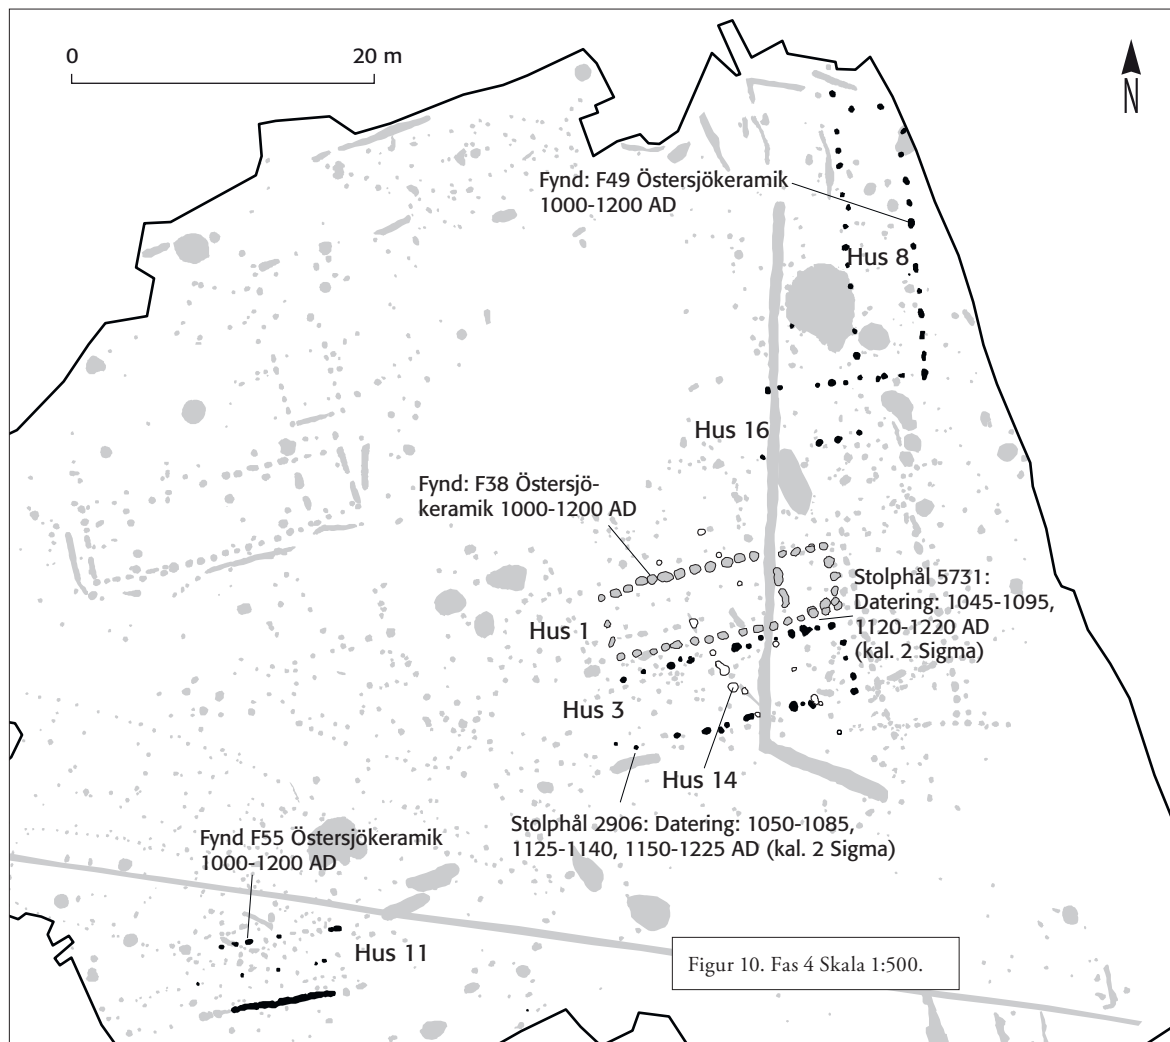 0 20 m
N
Fynd: F49 Östersjökeramik
1000-1200 AD
Hus 8
Hus 16
Fynd: F38 Östersjö-
keramik 1000-1200 AD
Stolphål 5731:
Datering: 1045-1095,
1120-1220 AD
(kal. 2 Sigma)
Hus 1
Hus 3
Hus 14
Stolphål 2906: Datering: 1050-1085,
1125-1140, 1150-1225 AD (kal. 2 Sigma)
Fynd F55 Östersjökeramik
1000-1200 AD
Hus 11
Figur 10. Fas 4 Skala 1:500.